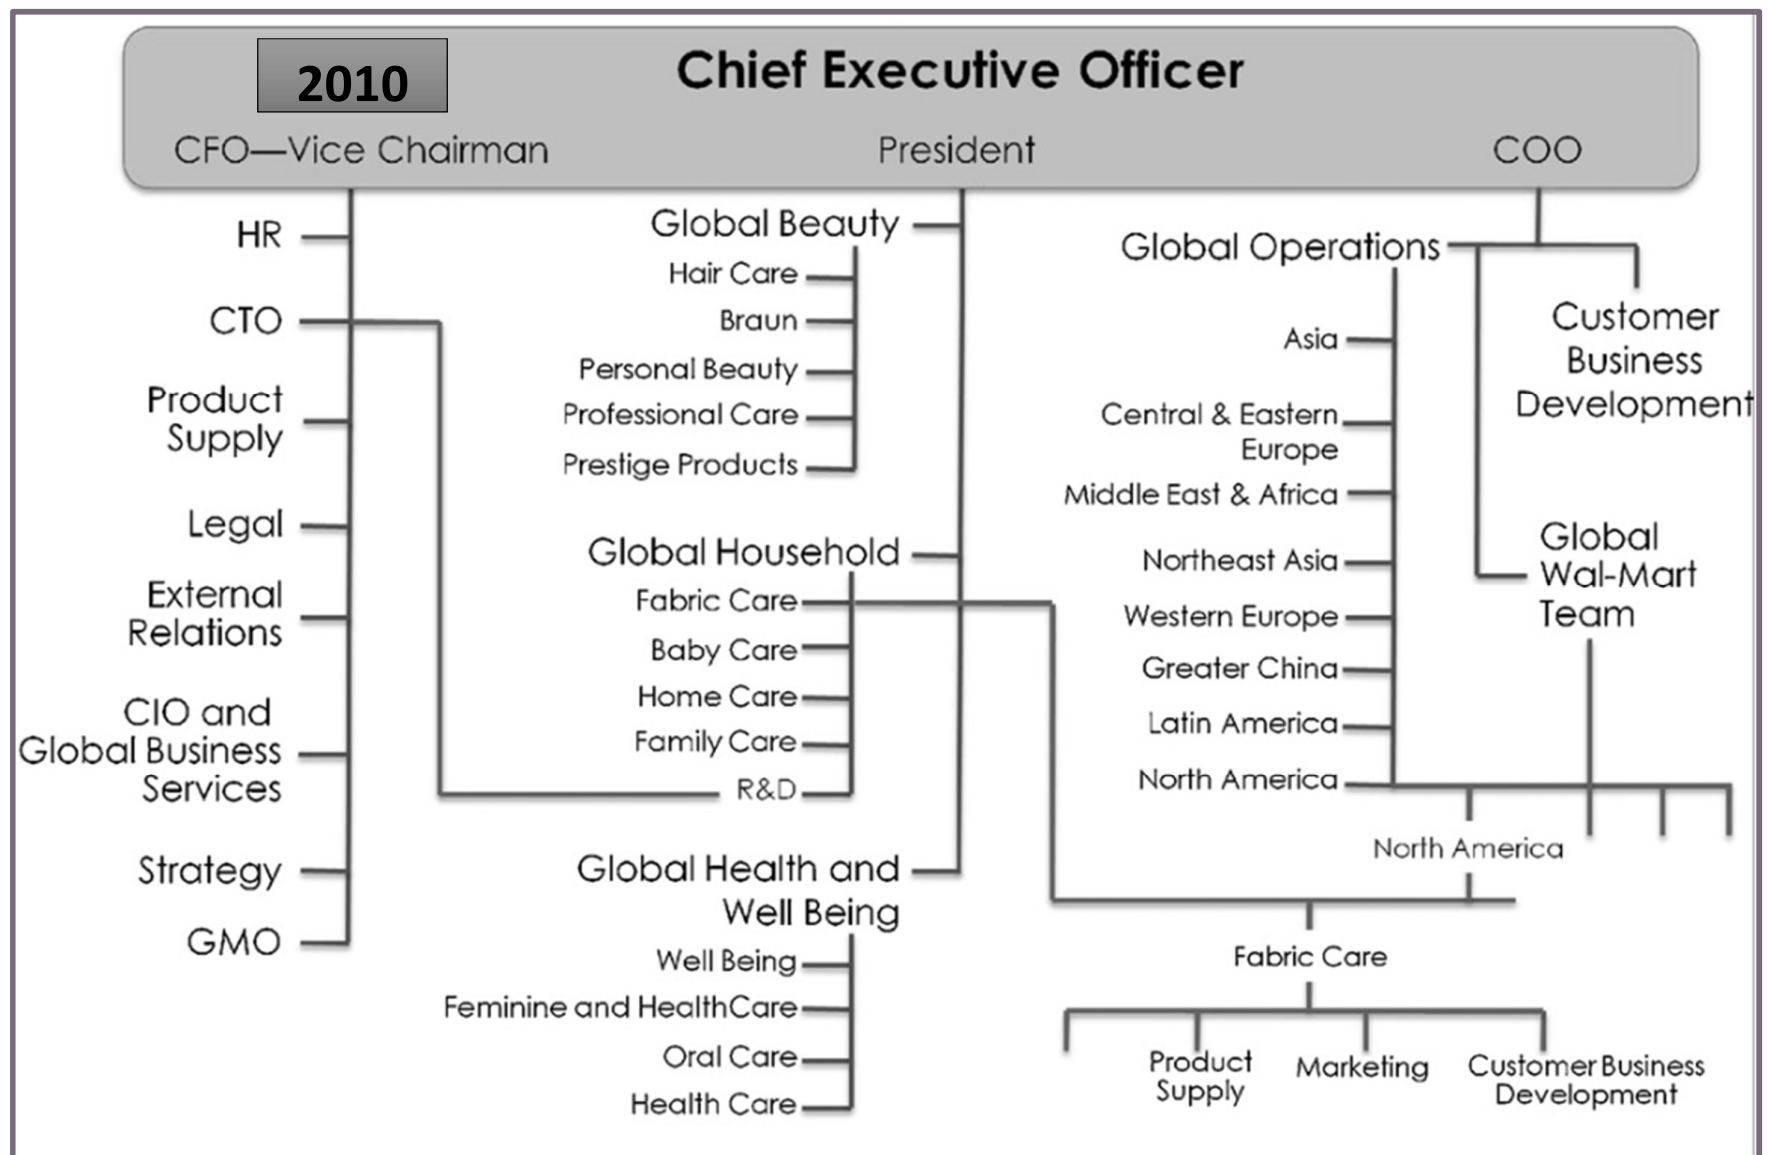 2010
Chief Executive Officer
CFO—Vice Chairman
President
COO
HR
CTO
Product
Supply
Legal
External
Relations
CIO and
Global Business
Services
Strategy
GMO
Global Beauty
Hair Care
Braun
Personal Beauty
Professional Care
Prestige Products
Global Household
Fabric Care
Baby Care
Home Care
Family Care
R&D
Global Health and
Well Being
Well Being
Feminine and HealthCare
Oral Care
Health Care
Global Operations
Asia
Central & Eastern
Europe
Middle East & Africa
Northeast Asia
Western Europe
Greater China
Latin America
North America
Customer
Business
Development
Global
Wal-Mart
Team
North America
Fabric Care
Product
Supply
Marketing
Customer Business
Development